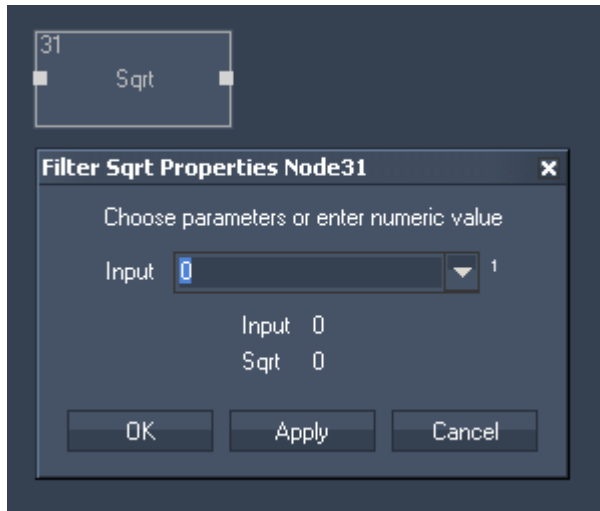 31
Sqrt
Filter Sqrt Properties Node31
Choose parameters or enter numeric value
Input 0 1
Input 0
Sqrt 0
OK Apply Cancel